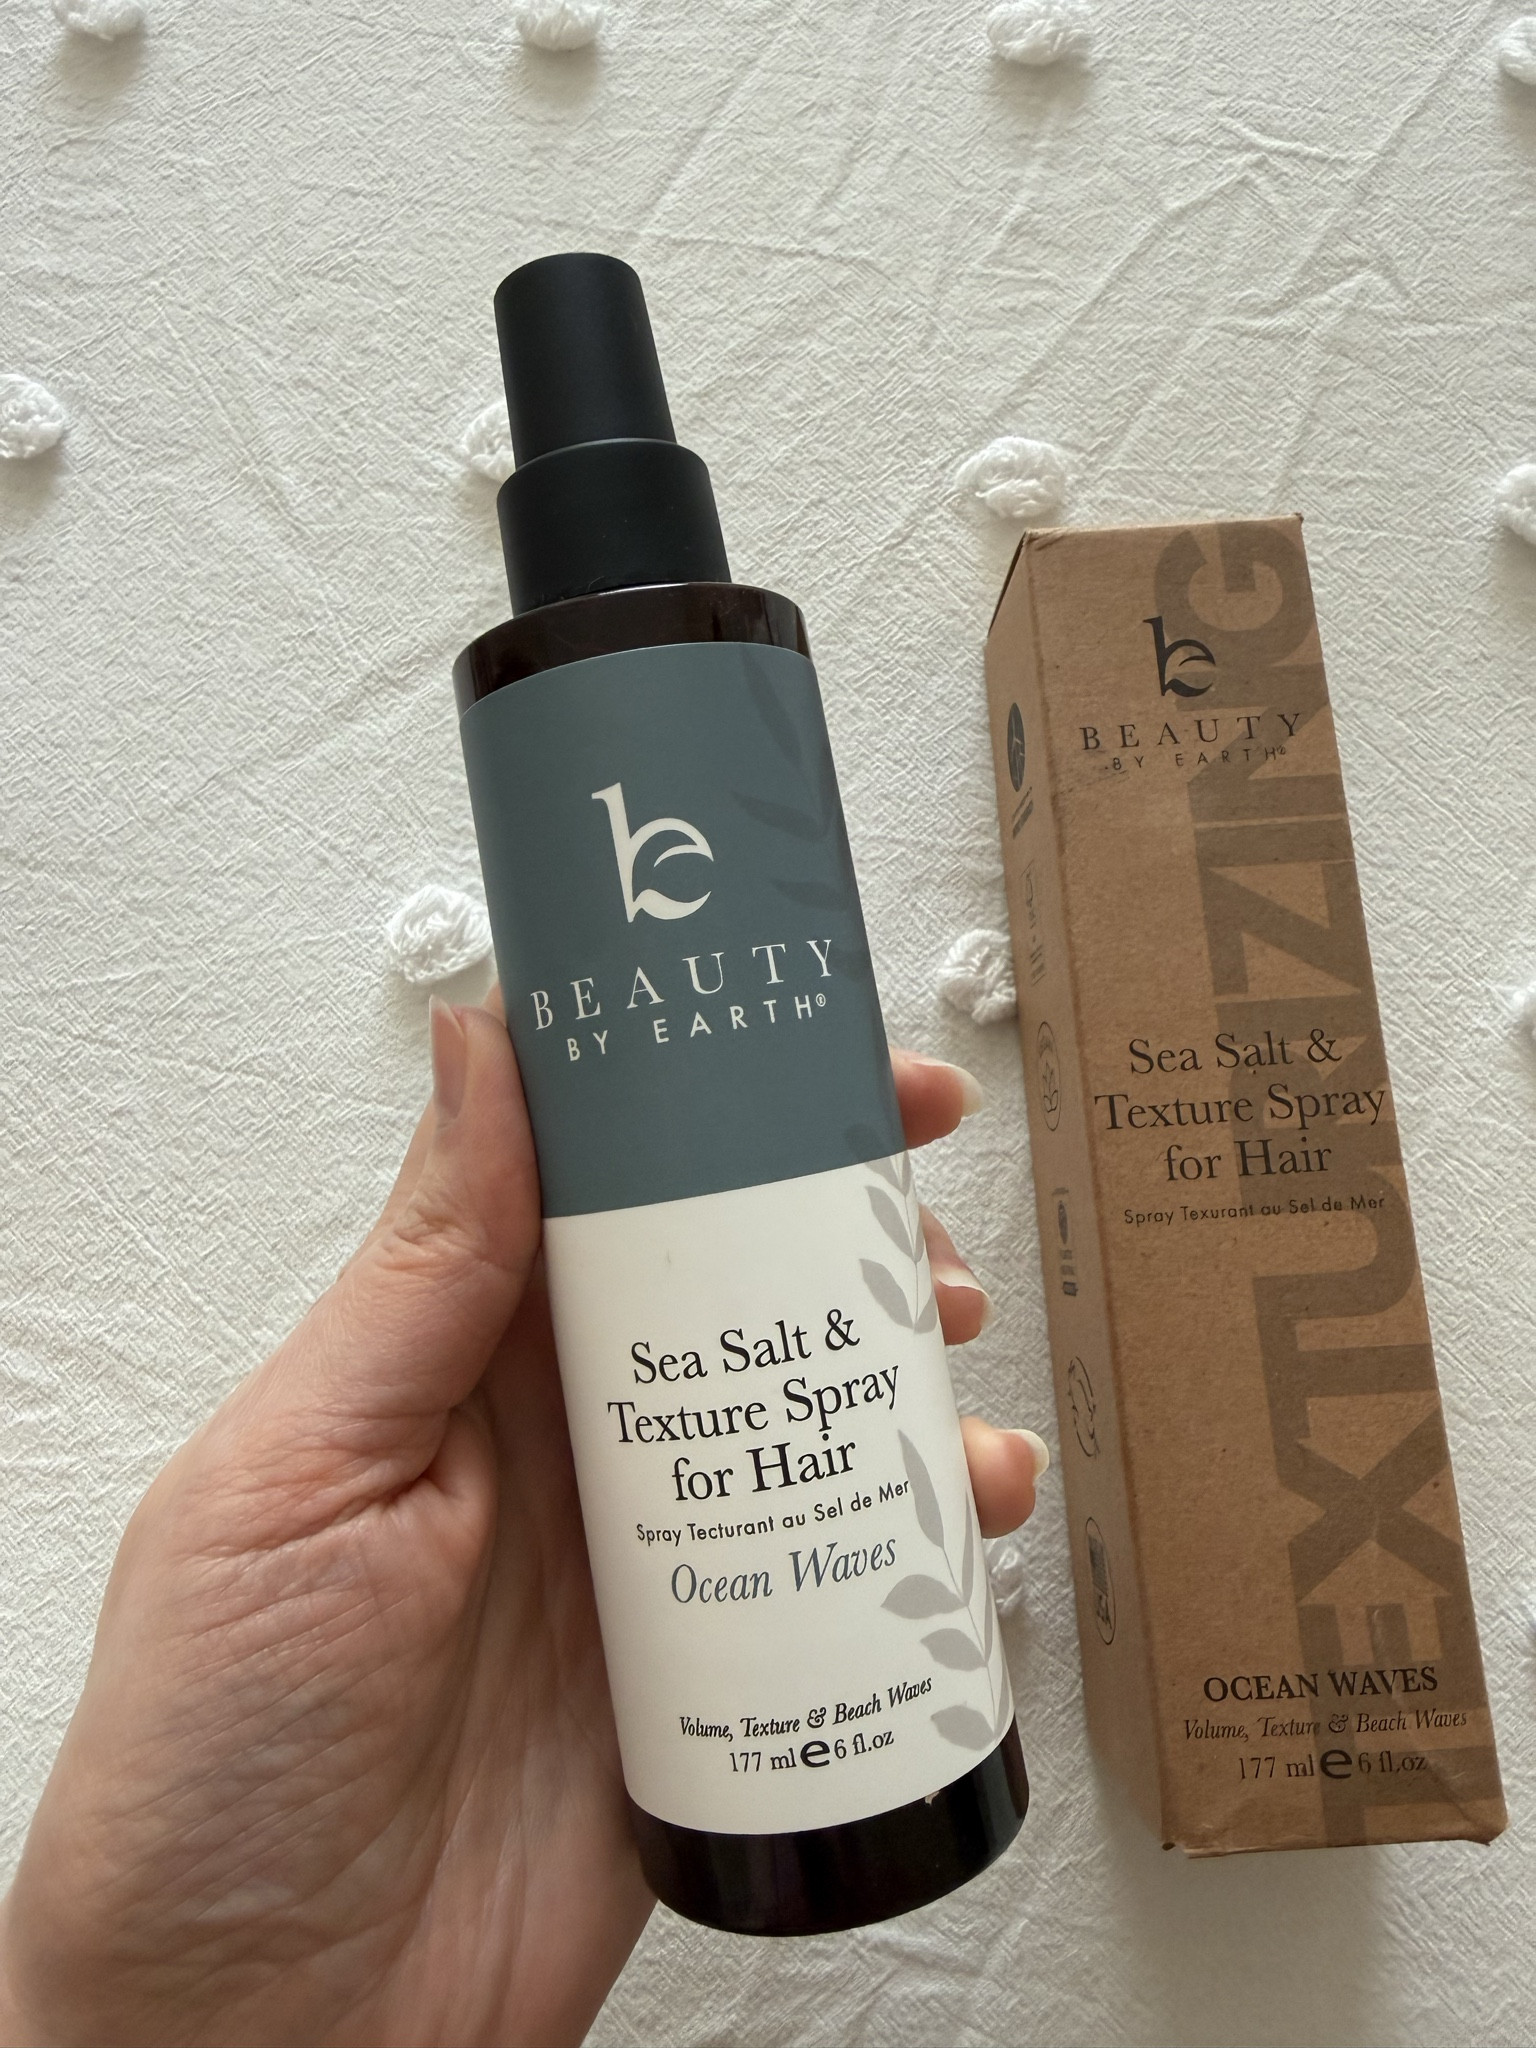 BEAUTY
BY EARTH®
Sea Salt &
Texture Spray
for Hair
Spray Tecturant au Sel de Mer
Ocean Waves
Volume, Texture & Beach Waves
177 ml e 6 fl.oz
TEXTURIZING
BEAUTY
BY EARTH®
Sea Salt &
Texture Spray
for Hair
Spray Texurant au Sel de Mer
OCEAN WAVES
Volume, Texture & Beach Waves
177 ml e 6 fl.oz